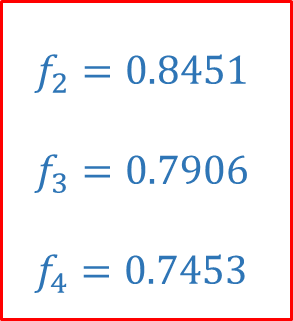 f₂ = 0.8451
f₃ = 0.7906
f₄ = 0.7453